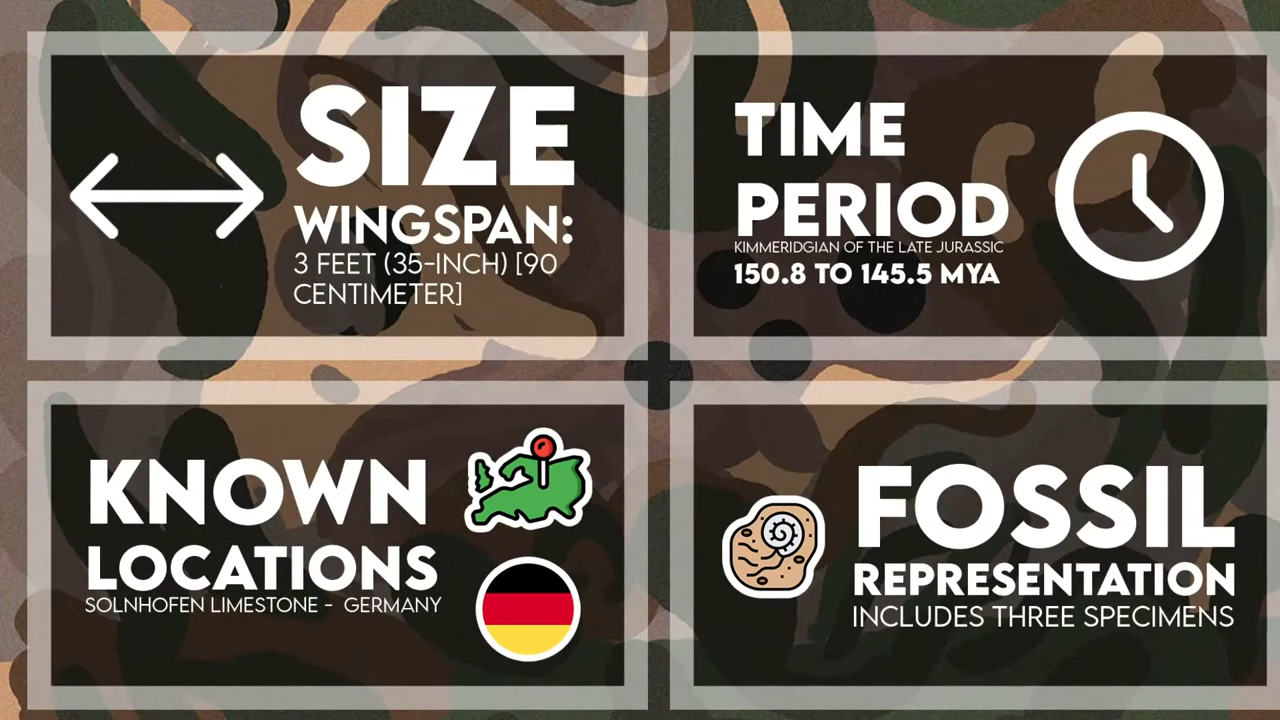 SIZE
WINGSPAN:
3 FEET (35-INCH) [90
CENTIMETER]
TIME
PERIOD
KIMMERIDGIAN OF THE LATE JURASSIC
150.8 TO 145.5 MYA
KNOWN
LOCATIONS
SOLNHOFEN LIMESTONE - GERMANY
FOSSIL
REPRESENTATION
INCLUDES THREE SPECIMENS